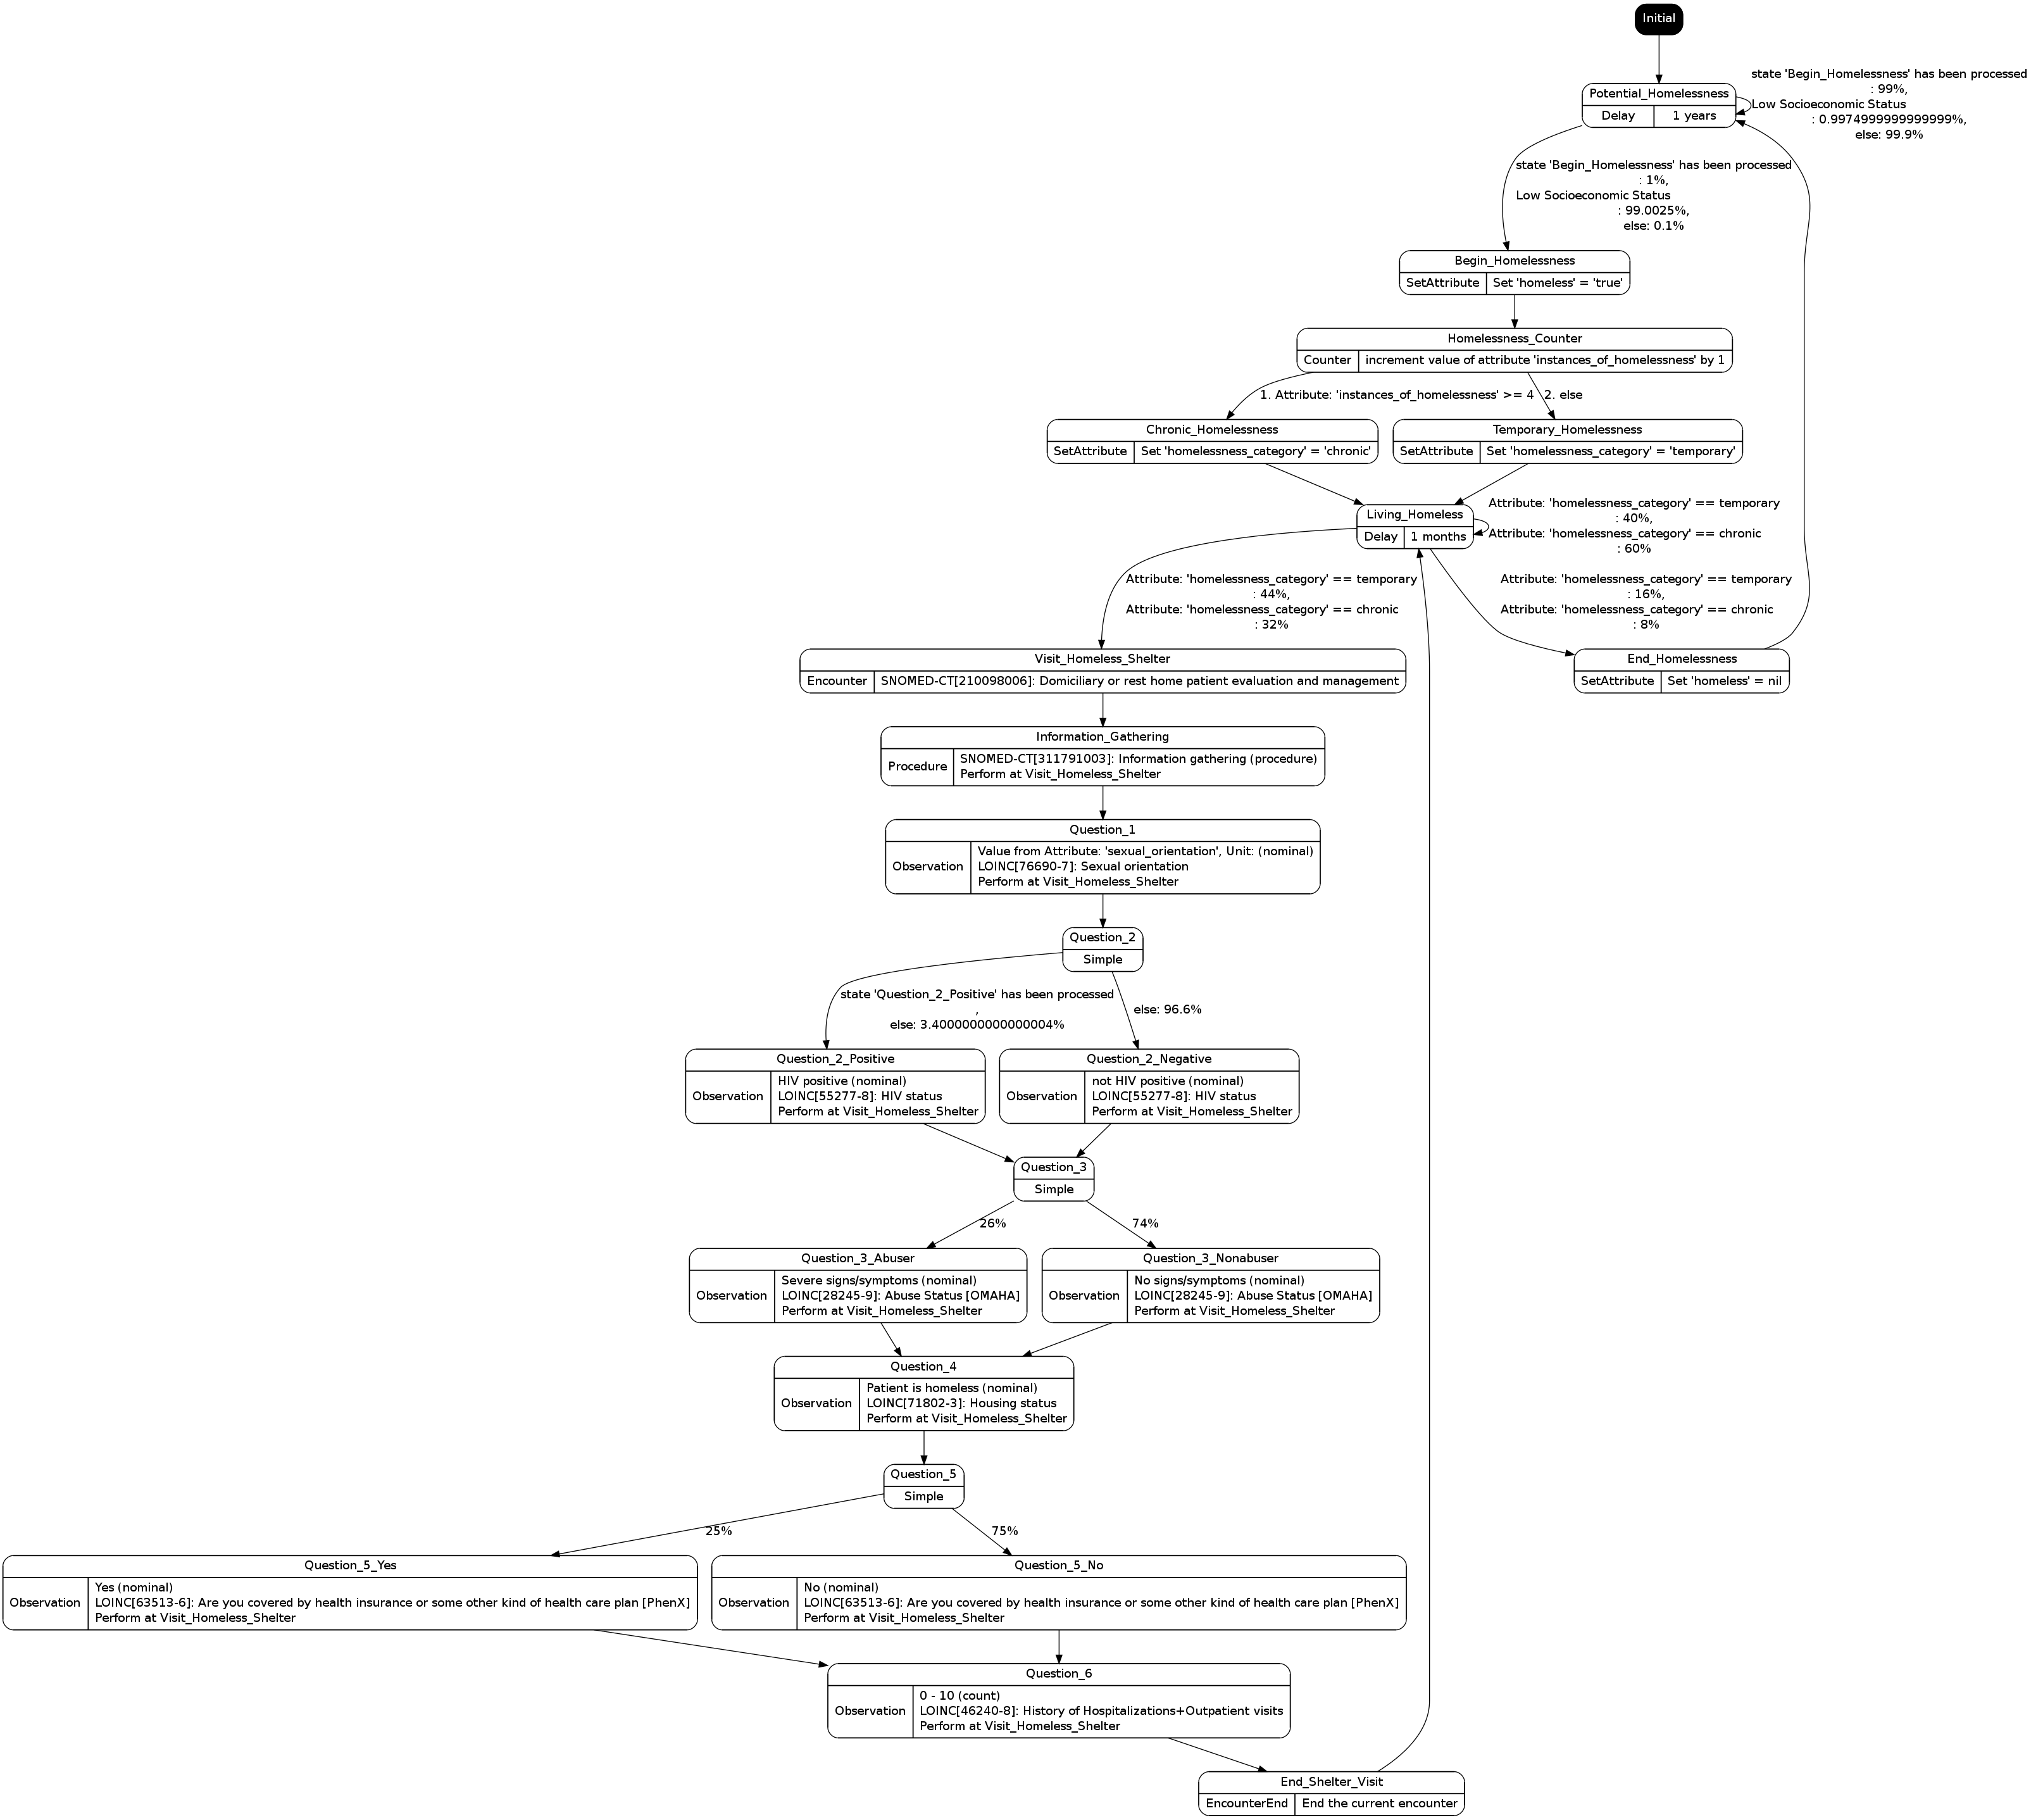 Initial
state 'Begin_Homelessness' has been processed
: 99%,
Low Socioeconomic Status
: 0.9974999999999999%,
else: 99.9%
Potential_Homelessness
Delay
1 years
state 'Begin_Homelessness' has been processed
: 1%,
Low Socioeconomic Status
: 99.0025%,
else: 0.1%
Begin_Homelessness
SetAttribute
Set 'homeless' = 'true'
Homelessness_Counter
Counter
increment value of attribute 'instances_of_homelessness' by 1
1. Attribute: 'instances_of_homelessness' >= 4
2. else
Chronic_Homelessness
SetAttribute
Set 'homelessness_category' = 'chronic'
Temporary_Homelessness
SetAttribute
Set 'homelessness_category' = 'temporary'
Living_Homeless
Delay
1 months
Attribute: 'homelessness_category' == temporary
: 40%,
Attribute: 'homelessness_category' == chronic
: 60%
Attribute: 'homelessness_category' == temporary
: 44%,
Attribute: 'homelessness_category' == chronic
: 32%
Attribute: 'homelessness_category' == temporary
: 16%,
Attribute: 'homelessness_category' == chronic
: 8%
Visit_Homeless_Shelter
Encounter
SNOMED-CT[210098006]: Domiciliary or rest home patient evaluation and management
End_Homelessness
SetAttribute
Set 'homeless' = nil
Information_Gathering
Procedure
SNOMED-CT[311791003]: Information gathering (procedure)
Perform at Visit_Homeless_Shelter
Question_1
Observation
Value from Attribute: 'sexual_orientation', Unit: (nominal)
LOINC[76690-7]: Sexual orientation
Perform at Visit_Homeless_Shelter
Question_2
Simple
state 'Question_2_Positive' has been processed
,
else: 3.4000000000000004%
else: 96.6%
Question_2_Positive
Observation
HIV positive (nominal)
LOINC[55277-8]: HIV status
Perform at Visit_Homeless_Shelter
Question_2_Negative
Observation
not HIV positive (nominal)
LOINC[55277-8]: HIV status
Perform at Visit_Homeless_Shelter
Question_3
Simple
26%
74%
Question_3_Abuser
Observation
Severe signs/symptoms (nominal)
LOINC[28245-9]: Abuse Status [OMAHA]
Perform at Visit_Homeless_Shelter
Question_3_Nonabuser
Observation
No signs/symptoms (nominal)
LOINC[28245-9]: Abuse Status [OMAHA]
Perform at Visit_Homeless_Shelter
Question_4
Observation
Patient is homeless (nominal)
LOINC[71802-3]: Housing status
Perform at Visit_Homeless_Shelter
Question_5
Simple
25%
75%
Question_5_Yes
Observation
Yes (nominal)
LOINC[63513-6]: Are you covered by health insurance or some other kind of health care plan [PhenX]
Perform at Visit_Homeless_Shelter
Question_5_No
Observation
No (nominal)
LOINC[63513-6]: Are you covered by health insurance or some other kind of health care plan [PhenX]
Perform at Visit_Homeless_Shelter
Question_6
Observation
0 - 10 (count)
LOINC[46240-8]: History of Hospitalizations+Outpatient visits
Perform at Visit_Homeless_Shelter
End_Shelter_Visit
EncounterEnd
End the current encounter